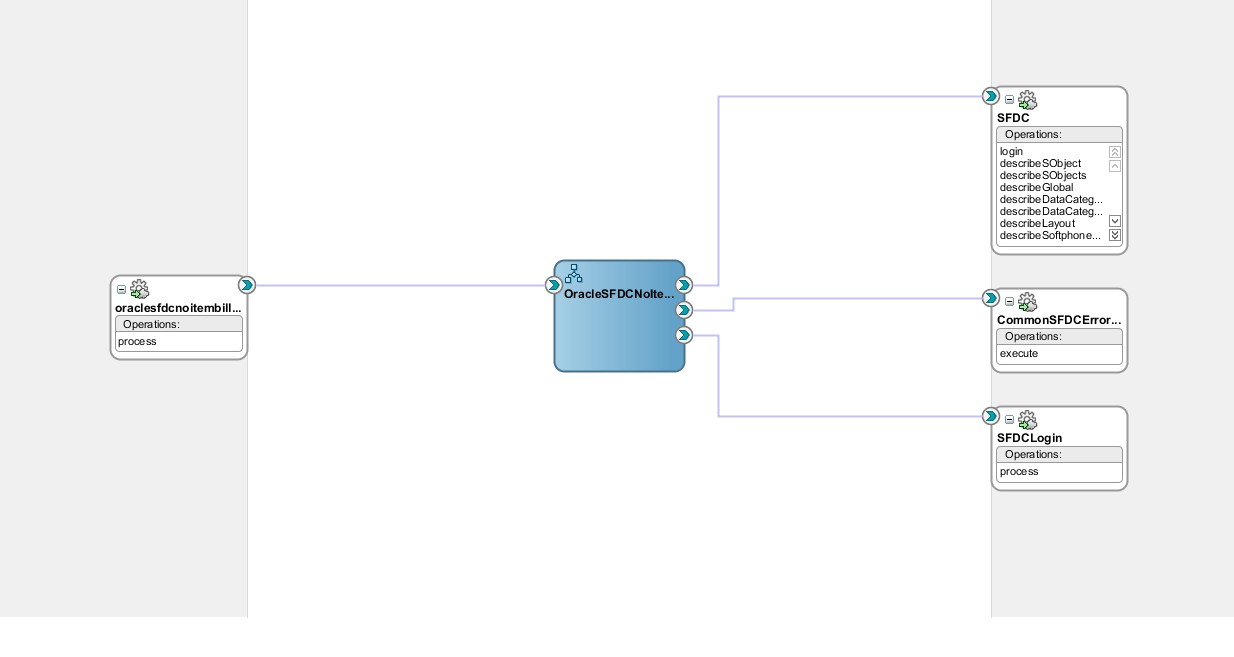 oraclesfdcnoitembill...
Operations:
process
OracleSFDCNoIte...
SFDC
Operations:
login
describeSObject
describeSObjects
describeGlobal
describeDataCateg...
describeDataCateg...
describeLayout
describeSoftphone...
CommonSFDCError...
Operations:
execute
SFDCLogin
Operations:
process